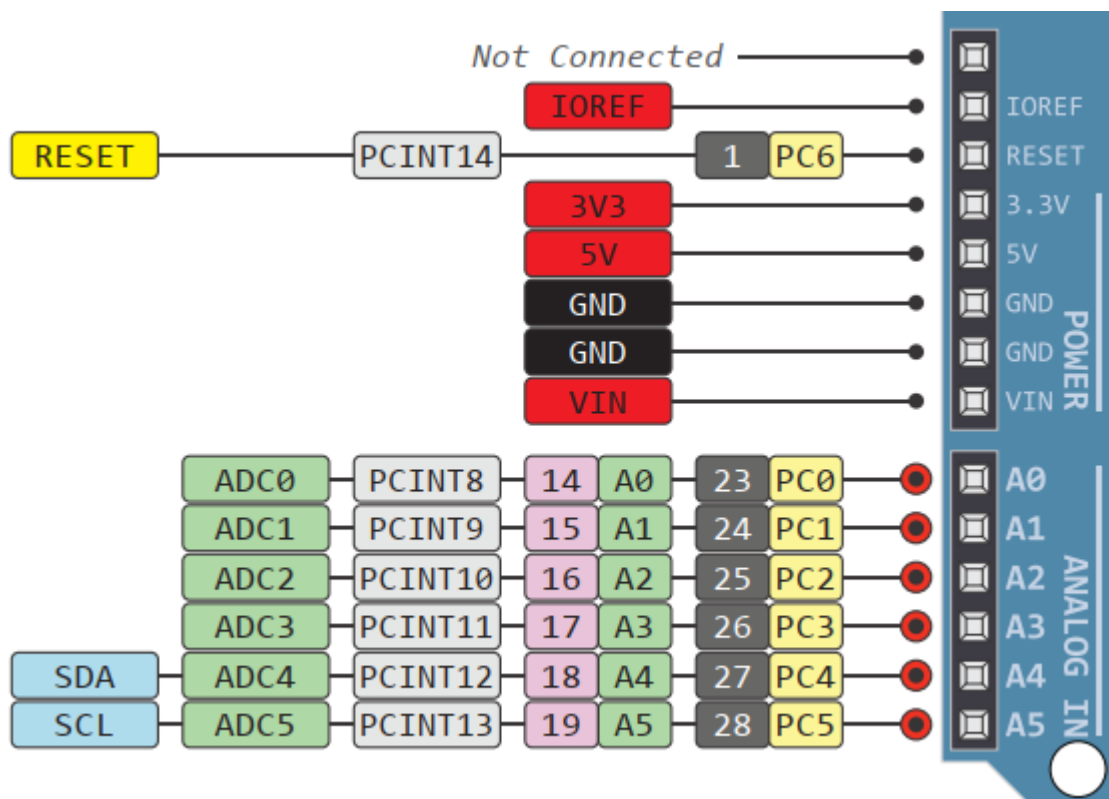 Not Connected
IOREF IOREF
RESET PCINT14 1 PC6 RESET
3V3 3.3V
5V 5V
GND GND
GND GND
VIN VIN
POWER
ADC0 PCINT8 14 A0 23 PC0 A0
ADC1 PCINT9 15 A1 24 PC1 A1
ADC2 PCINT10 16 A2 25 PC2 A2
ADC3 PCINT11 17 A3 26 PC3 A3
SDA ADC4 PCINT12 18 A4 27 PC4 A4
SCL ADC5 PCINT13 19 A5 28 PC5 A5
ANALOG IN